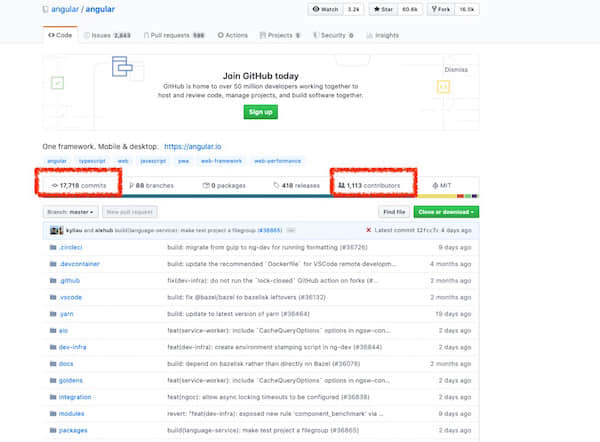 angular / angular
Watch 3.2k Star 60.6k Fork 16.5k
Code Issues 2,843 Pull requests 598 Actions Projects 5 Security 0 Insights
Join GitHub today
Dismiss
GitHub is home to over 50 million developers working together to
host and review code, manage projects, and build software together.
Sign up
One framework. Mobile & desktop. https://angular.io
angular typescript web javascript pwa web-framework web-performance
17,718 commits 88 branches 0 packages 418 releases 1,113 contributors MIT
Branch: master New pull request Find file Clone or download
kyliau and alxhub build(language-service): make test project a filegroup (#36865) Latest commit 12fcc7c 4 days ago
.circleci build: migrate from gulp to ng-dev for running formatting (#36726) 9 days ago
.devcontainer build: update the recommended `Dockerfile` for VSCode remote developm... 4 months ago
.github fix(dev-infra): do not run the `lock-closed` GitHub action on forks (#... 2 months ago
.vscode build: fix @bazel/bazel to bazelisk leftovers (#36132) 2 months ago
.yarn build: update to latest version of yarn (#36464) 19 days ago
aio feat(service-worker): include `CacheQueryOptions` options in ngsw-con... 2 days ago
dev-infra feat(dev-infra): create environment stamping script in ng-dev (#36844) 2 days ago
docs build: depend on bazelisk rather than directly on Bazel (#36078) 2 months ago
goldens feat(service-worker): include `CacheQueryOptions` options in ngsw-con... 2 days ago
integration feat(ngcc): allow async locking timeouts to be configured (#36838) 2 days ago
modules revert: "feat(dev-infra): exposed new rule 'component_benchmark' via ... 9 days ago
packages build(language-service): make test project a filegroup (#36865) 2 days ago